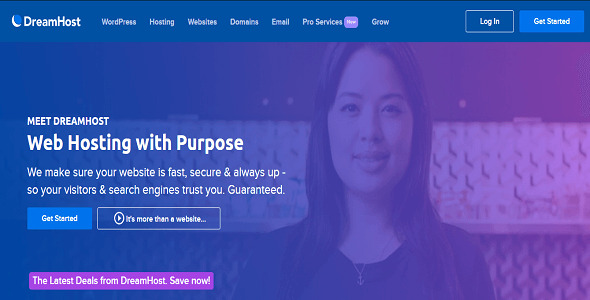 DreamHost
WordPress Hosting Websites Domains Email Pro Services New Grow
Log In
Get Started
MEET DREAMHOST
Web Hosting with Purpose
We make sure your website is fast, secure & always up -
so your visitors & search engines trust you. Guaranteed.
Get Started
It's more than a website...
The Latest Deals from DreamHost. Save now!